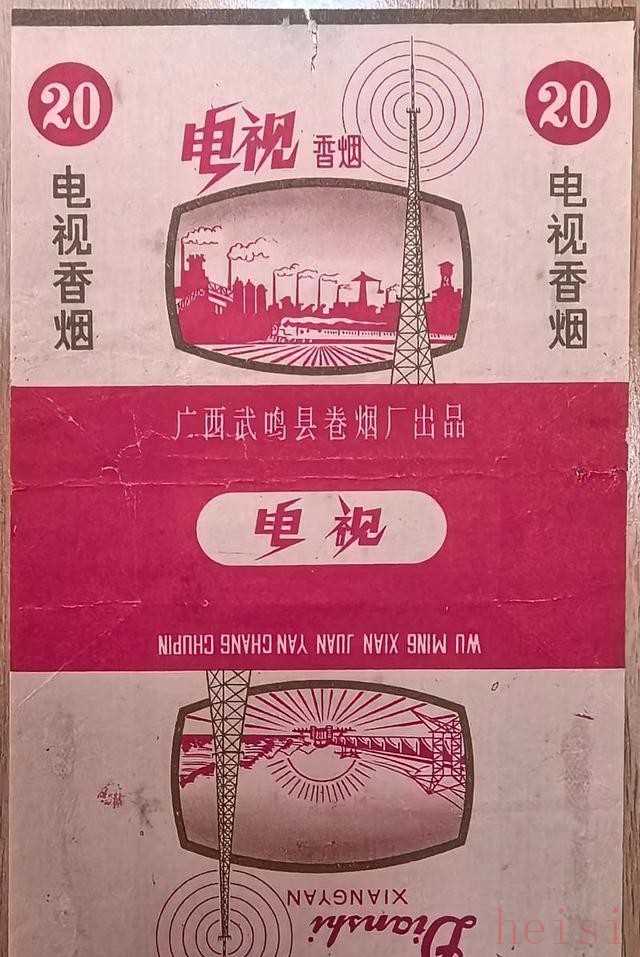 20
20
电视 香烟
电视香烟
电视香烟
广西武鸣县卷烟厂出品
电视
WU MING XIAN JUAN YAN CHANG CHUPIN
Dianshi
XIANGYAN
heisi